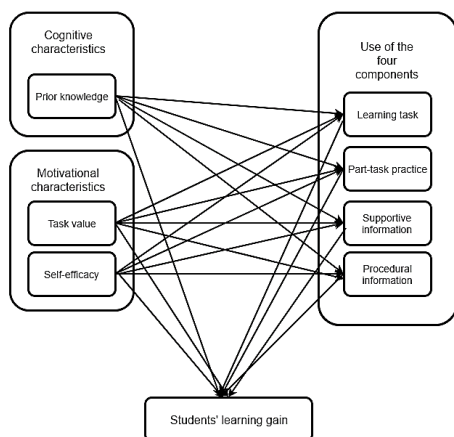 Cognitive
characteristics
Prior knowledge
Motivational
characteristics
Task value
Self-efficacy
Use of the
four
components
Learning task
Part-task practice
Supportive
information
Procedural
information
Students' learning gain